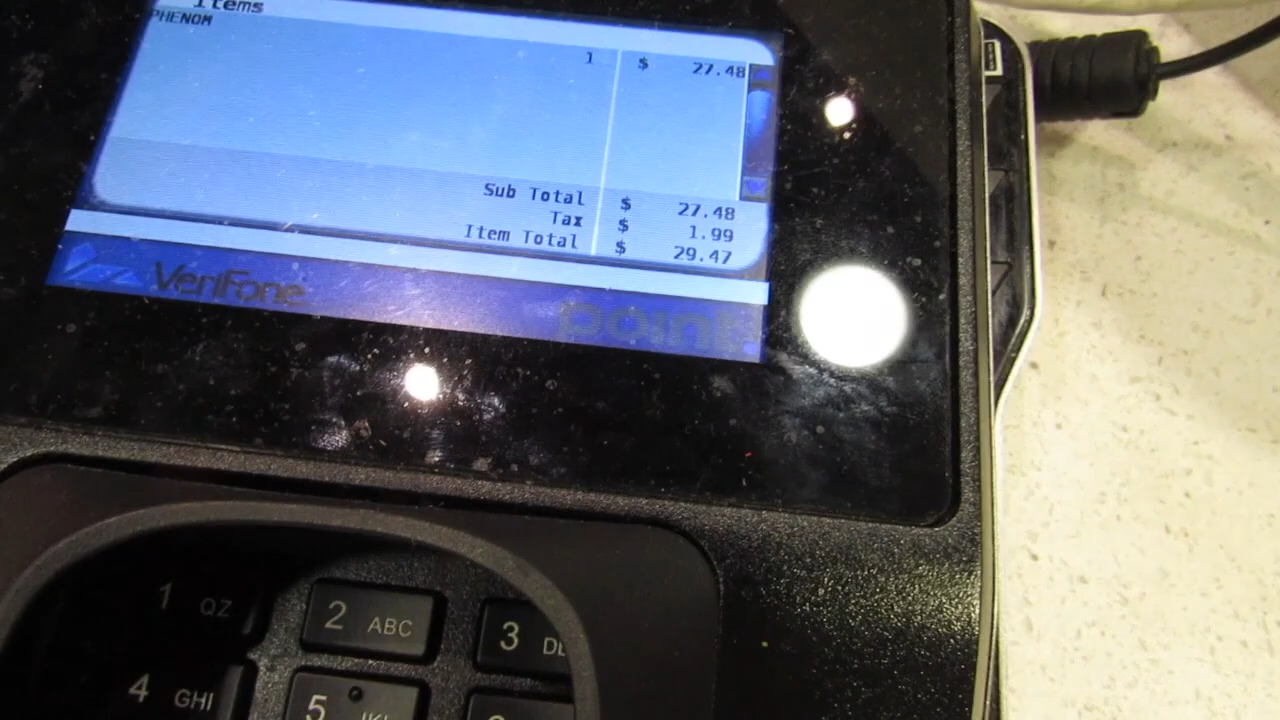 Items
PHENOM
1 $ 27.48
Sub Total $ 27.48
Tax $ 1.99
Item Total $ 29.47
VeriFone
point
1 QZ
2 ABC
3
4 GHI
5